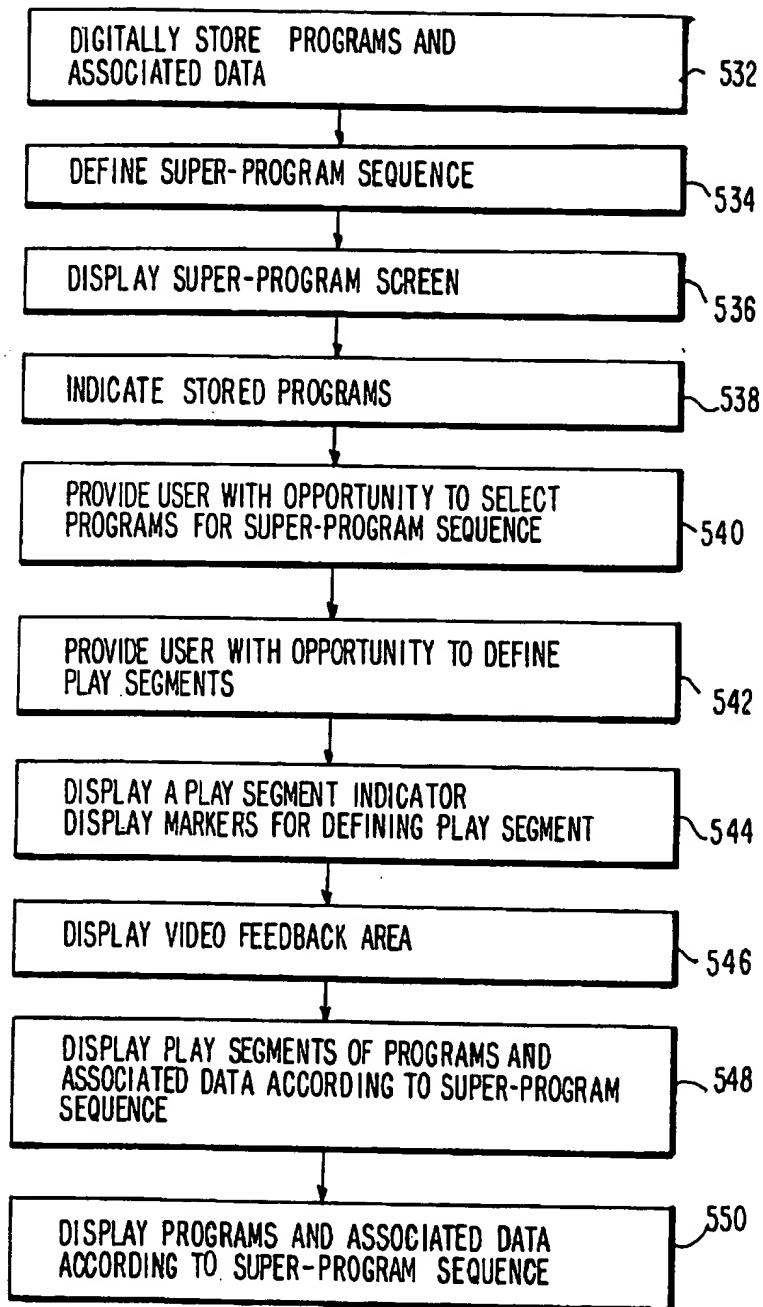 DIGITALLY STORE PROGRAMS AND
ASSOCIATED DATA
532
DEFINE SUPER-PROGRAM SEQUENCE
534
DISPLAY SUPER-PROGRAM SCREEN
536
INDICATE STORED PROGRAMS
538
PROVIDE USER WITH OPPORTUNITY TO SELECT
PROGRAMS FOR SUPER-PROGRAM SEQUENCE
540
PROVIDE USER WITH OPPORTUNITY TO DEFINE
PLAY SEGMENTS
542
DISPLAY A PLAY SEGMENT INDICATOR
DISPLAY MARKERS FOR DEFINING PLAY SEGMENT
544
DISPLAY VIDEO FEEDBACK AREA
546
DISPLAY PLAY SEGMENTS OF PROGRAMS AND
ASSOCIATED DATA ACCORDING TO SUPER-PROGRAM
SEQUENCE
548
DISPLAY PROGRAMS AND ASSOCIATED DATA
ACCORDING TO SUPER-PROGRAM SEQUENCE
550